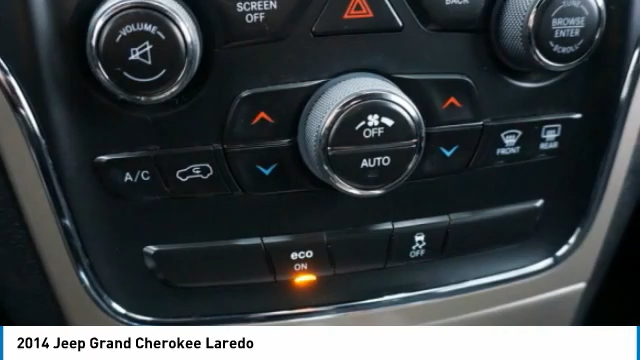 VOLUME
SCREEN
OFF
BACK
TUNE
BROWSE
ENTER
SCROLL
OFF
AUTO
A/C
FRONT
REAR
eco
ON
OFF
2014 Jeep Grand Cherokee Laredo